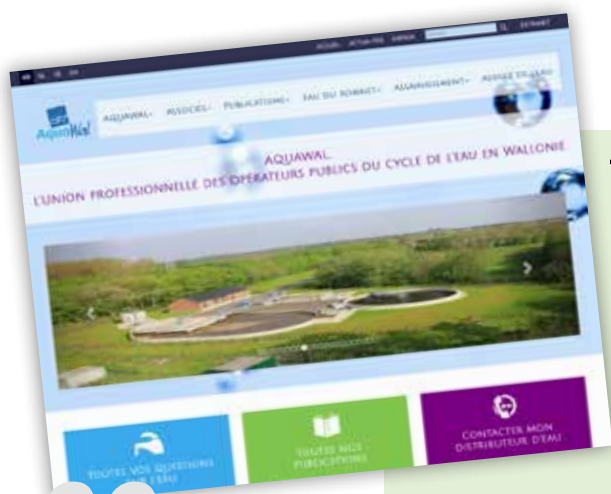 ACCUEIL ACTUALITÉS AGENDA EXTRANET
AquaWal
AQUAWAL ASSOCIÉS PUBLICATIONS EAU DU ROBINET ASSAINISSEMENT
AQUAWAL,
L'UNION PROFESSIONNELLE DES OPÉRATEURS PUBLICS DU CYCLE DE L'EAU EN WALLONIE
TOUTES VOS QUESTIONS
SUR L'EAU
TOUTES NOS
PUBLICATIONS
CONTACTER MON
DISTRIBUTEUR D'EAU